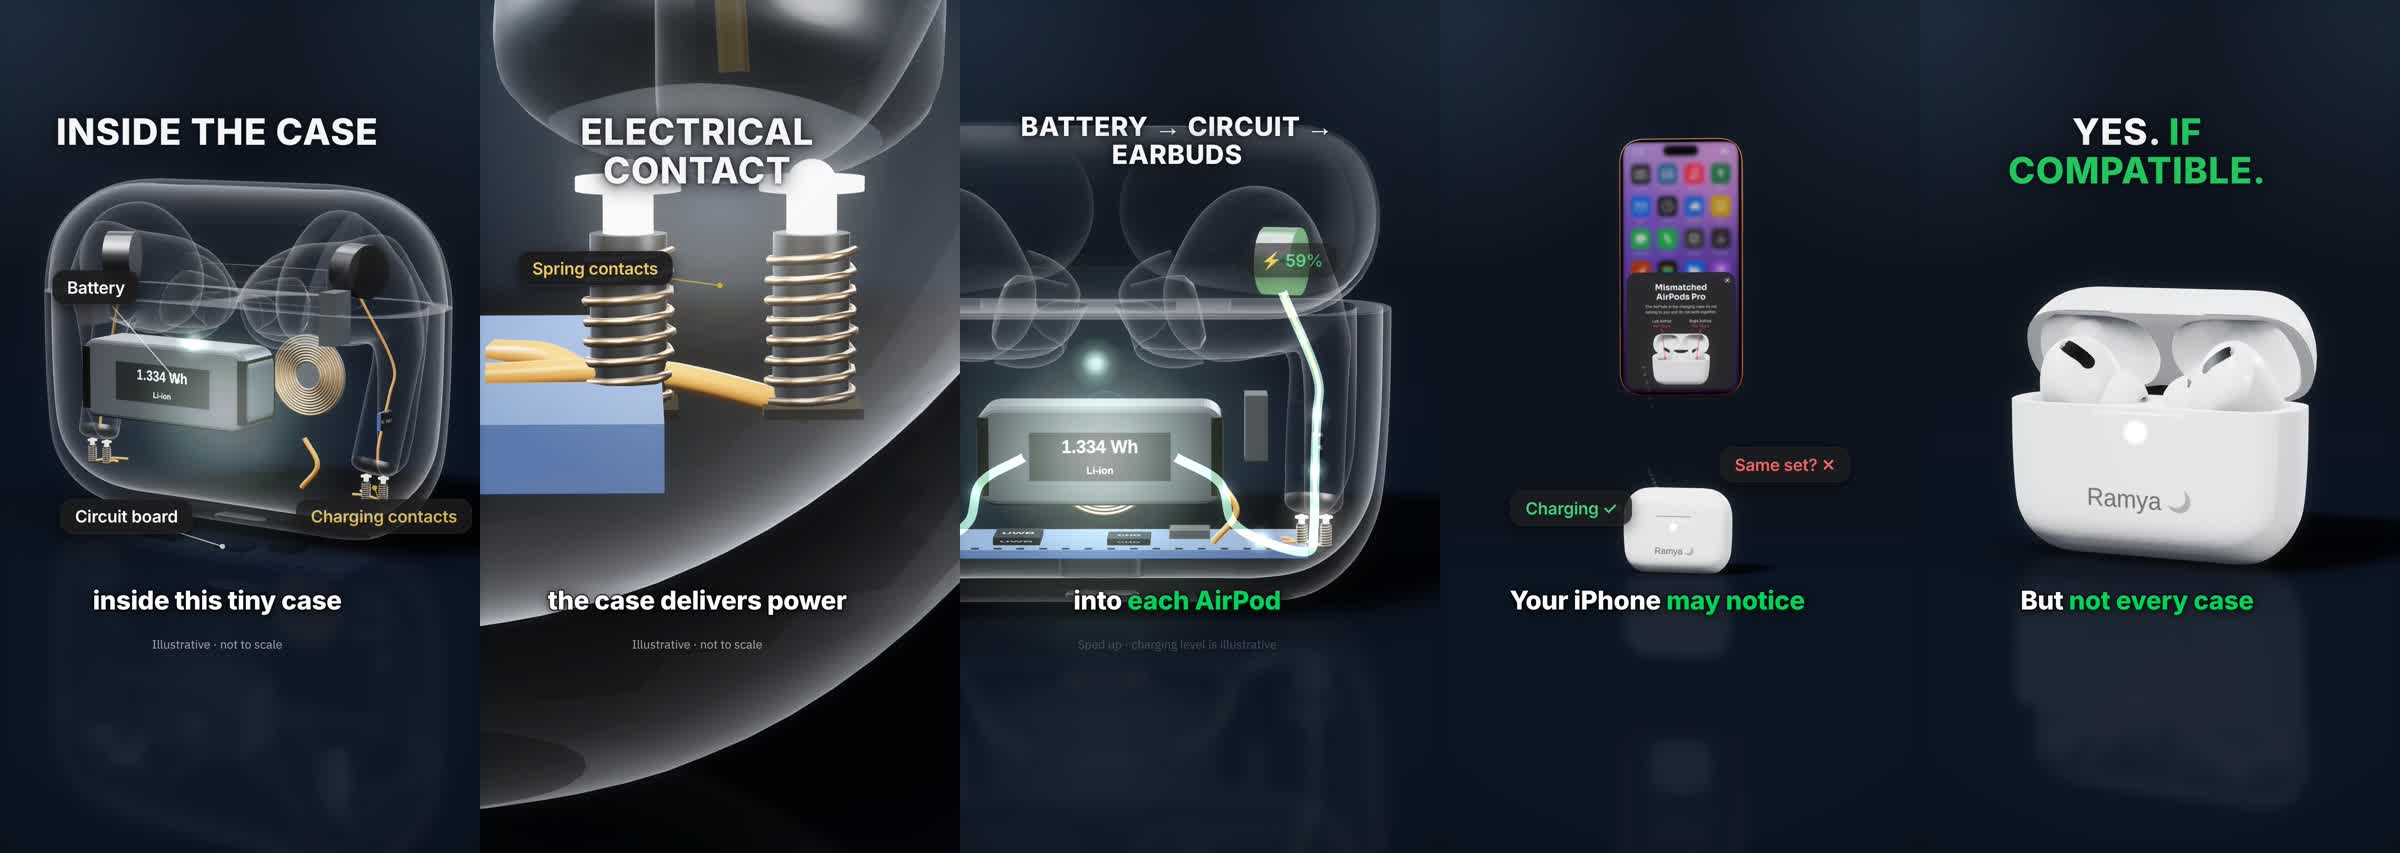 INSIDE THE CASE
Battery
1.334 Wh
Li-ion
Circuit board
Charging contacts
inside this tiny case
Illustrative · not to scale
ELECTRICAL
CONTACT
Spring contacts
the case delivers power
Illustrative · not to scale
BATTERY → CIRCUIT →
EARBUDS
⚡ 59%
1.334 Wh
Li-ion
UWB
CHG
into each AirPod
Sped up · charging level is illustrative
Mismatched
AirPods Pro
Same set? ✕
Charging ✓
Ramya
Your iPhone may notice
YES. IF
COMPATIBLE.
Ramya
But not every case